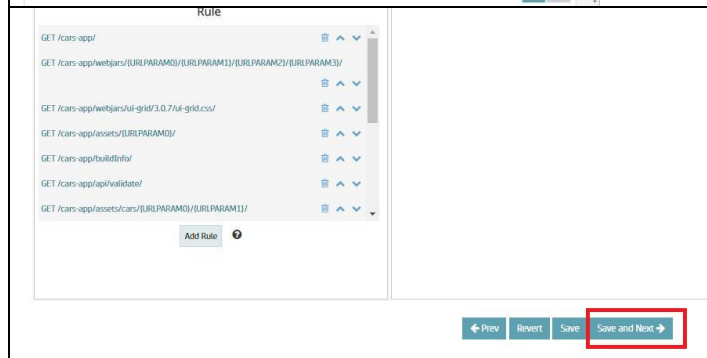 Rule
GET /cars-app/
GET /cars-app/webjars/{URLPARAM0}/{URLPARAM1}/{URLPARAM2}/{URLPARAM3}/
GET /cars-app/webjars/ui-grid/3.0.7/ui-grid.css/
GET /cars-app/assets/{URLPARAM0}/
GET /cars-app/buildInfo/
GET /cars-app/api/validate/
GET /cars-app/assets/cars/{URLPARAM0}/{URLPARAM1}/
Add Rule ?
← Prev Revert Save Save and Next →